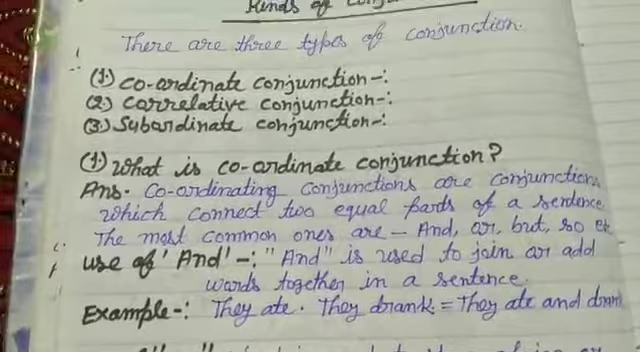 Kinds of
There are three types of conjunction.
(1) Co-ordinate conjunction -:
(2) Correlative conjunction -:
(3) Subordinate conjunction -:
(1) What is co-ordinate conjunction?
Ans. Co-ordinating conjunctions are conjunctions
which connect two equal parts of a sentence
The most common ones are - And, or, but, so etc
use of 'And' -: "And" is used to join or add
words together in a sentence.
Example -: They ate. They drank. = They ate and drank